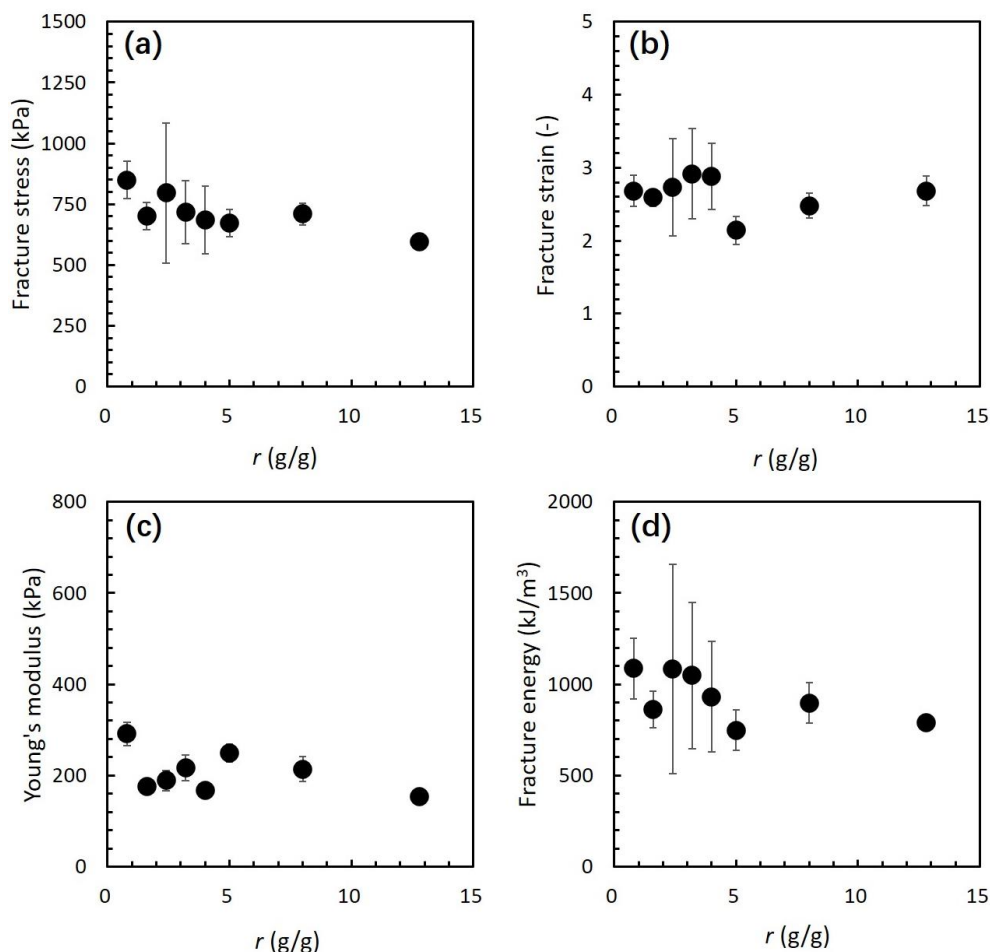 (a)
Fracture stress (kPa)
1500
1250
1000
750
500
250
0
0 5 10 15
r (g/g)
(b)
Fracture strain (-)
5
4
3
2
1
0
0 5 10 15
r (g/g)
(c)
Young's modulus (kPa)
800
600
400
200
0
0 5 10 15
r (g/g)
(d)
Fracture energy (kJ/m³)
2000
1500
1000
500
0
0 5 10 15
r (g/g)